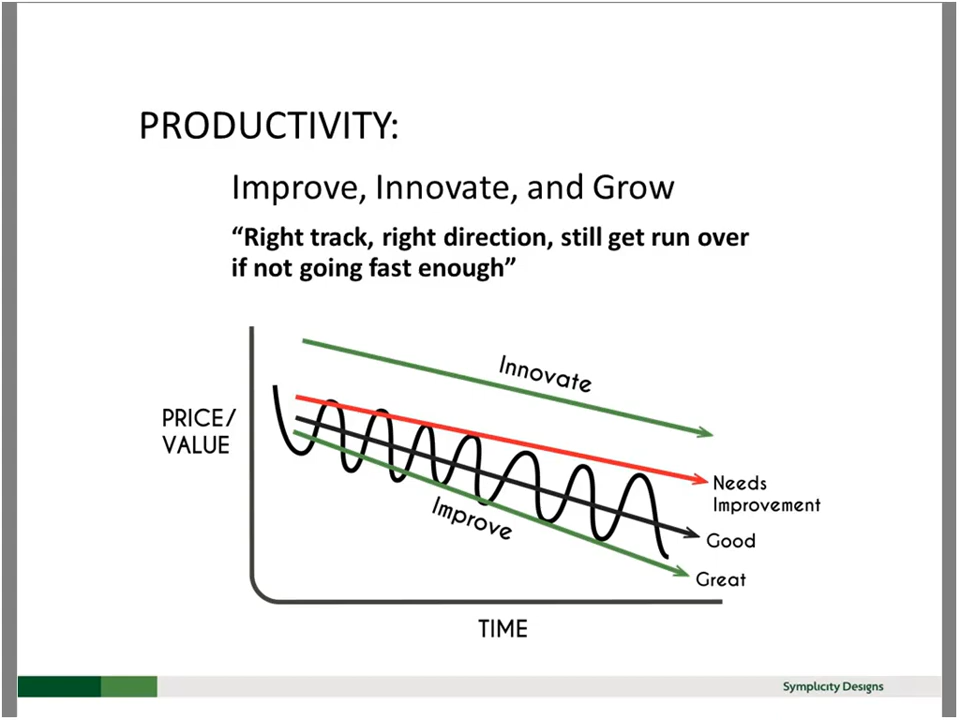 PRODUCTIVITY:
Improve, Innovate, and Grow
“Right track, right direction, still get run over
if not going fast enough”
Innovate
PRICE/
VALUE
Needs
Improvement
Improve
Good
Great
TIME
Symplicity Designs